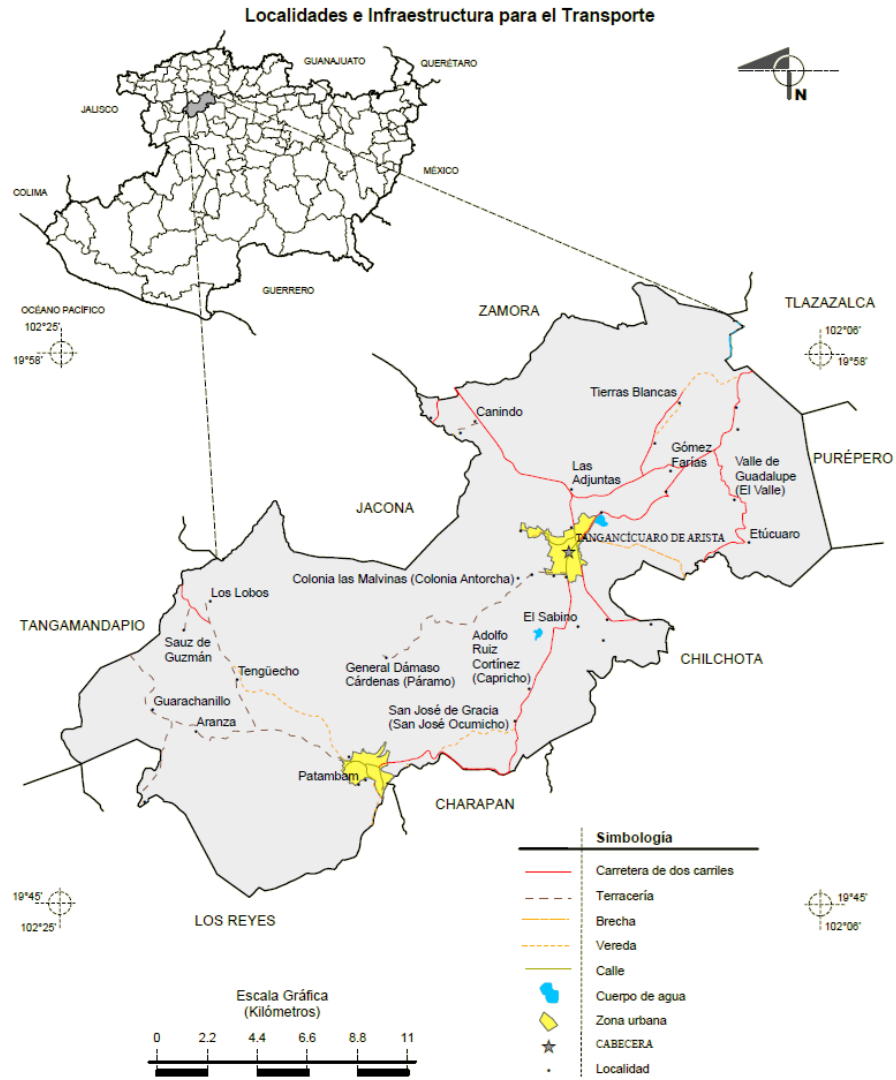 Localidades e Infraestructura para el Transporte
GUANAJUATO
QUERÉTARO
JALISCO
N
MÉXICO
COLIMA
GUERRERO
OCÉANO PACÍFICO
ZAMORA
TLAZAZALCA
102°25'
19°58'
102°06'
19°58'
Tierras Blancas
Canindo
Gómez
Farías
PURÉPERO
Las
Adjuntas
Valle de
Guadalupe
(El Valle)
JACONA
TANGANCÍCUARO DE ARISTA
Etúcuaro
Colonia las Malvinas (Colonia Antorcha)
Los Lobos
El Sabino
TANGAMANDAPIO
Sauz de
Guzmán
Adolfo
Ruiz
Cortínez
(Capricho)
CHILCHOTA
General Dámaso
Cárdenas (Páramo)
Tengüecho
Guarachanillo
Aranza
San José de Gracia
(San José Ocumicho)
Patambam
CHARAPAN
Simbología
Carretera de dos carriles
19°45'
102°25'
Terracería
19°45'
102°06'
LOS REYES
Brecha
Vereda
Calle
Escala Gráfica
(Kilómetros)
Cuerpo de agua
Zona urbana
0 2.2 4.4 6.6 8.8 11
CABECERA
Localidad